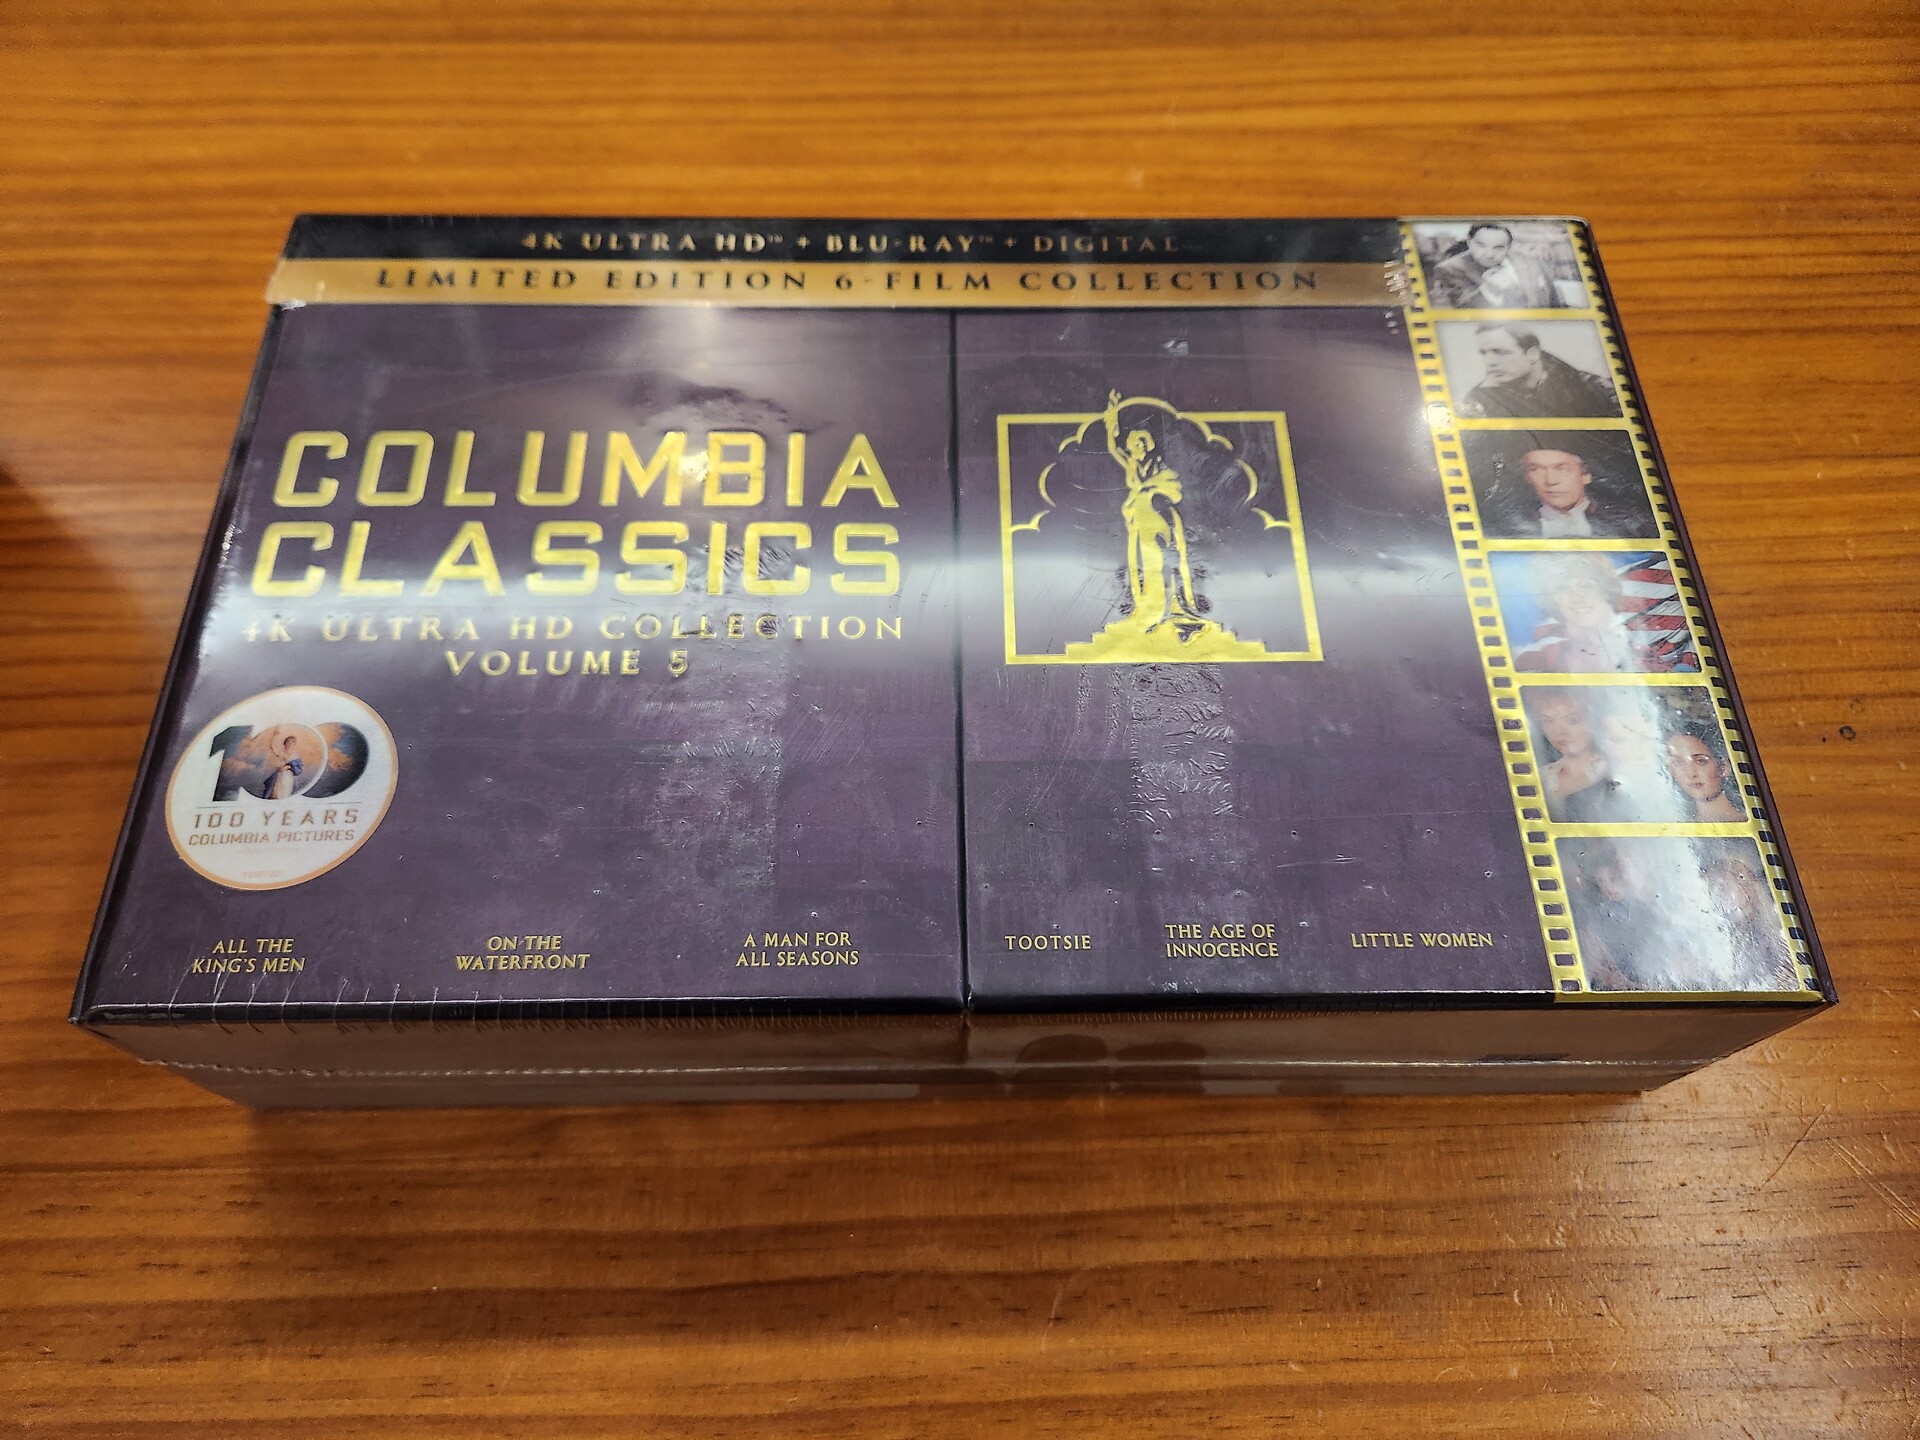 4K ULTRA HD™ + BLU-RAY™ + DIGITAL
LIMITED EDITION 6-FILM COLLECTION
COLUMBIA
CLASSICS
4K ULTRA HD COLLECTION
VOLUME 5
100
100 YEARS
COLUMBIA PICTURES
ALL THE
KING'S MEN
ON THE
WATERFRONT
A MAN FOR
ALL SEASONS
TOOTSIE
THE AGE OF
INNOCENCE
LITTLE WOMEN